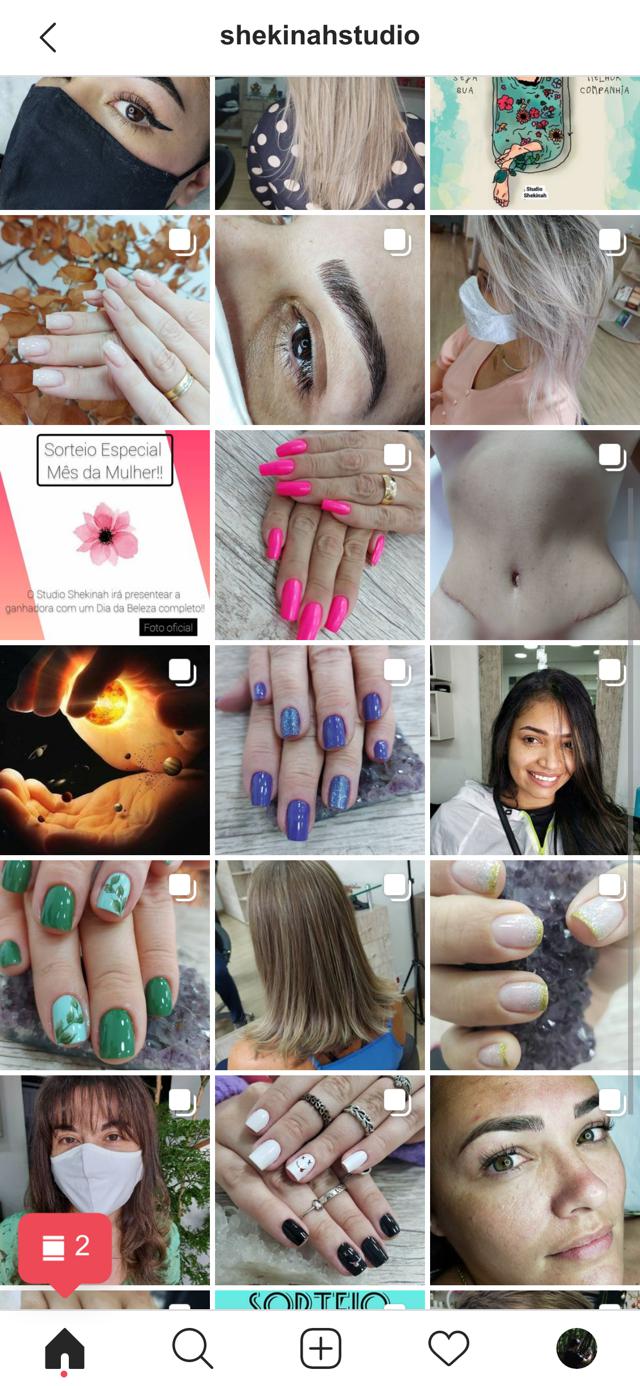 shekinahstudio
SUA
MELHOR
COMPANHIA
. Studio
Shekinah
Sorteio Especial
Mês da Mulher!!
O Studio Shekinah irá presentear a
ganhadora com um Dia da Beleza completo!!
Foto oficial
2
SORTEIO